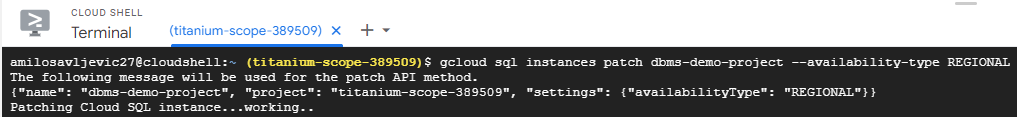 CLOUD SHELL
Terminal
(titanium-scope-389509)
amilosavljevic27@cloudshell:~ (titanium-scope-389509)$ gcloud sql instances patch dbms-demo-project --availability-type REGIONAL
The following message will be used for the patch API method.
{"name": "dbms-demo-project", "project": "titanium-scope-389509", "settings": {"availabilityType": "REGIONAL"}}
Patching Cloud SQL instance...working..